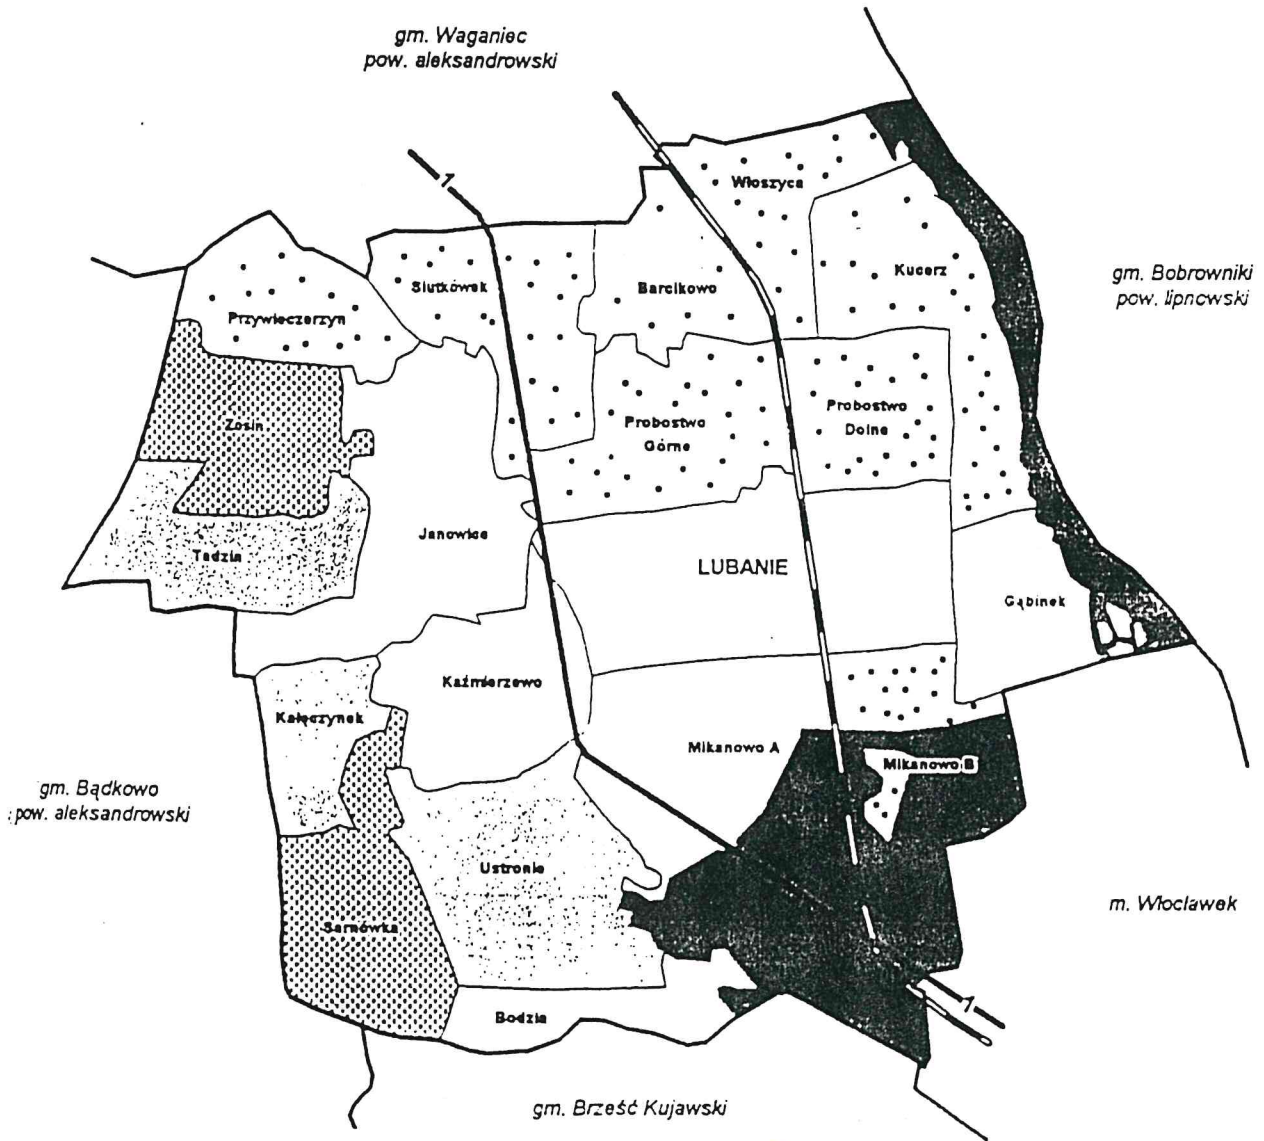 gm. Waganiec
pow. aleksandrowski
1
Włoszyca
Kucerz
gm. Bobrowniki
pow. lipnowski
Siutkówek
Barcikowo
Przywieczerzyn
Zosin
Probostwo
Górne
Probostwo
Dolne
Janowice
Tadzin
LUBANIE
Gąbinek
Kaźmierzewo
Kałęczynek
Mikanowo A
Mikanowo B
gm. Bądkowo
pow. aleksandrowski
Ustronie
Sarnówka
m. Włocławek
Bodzia
1
gm. Brześć Kujawski